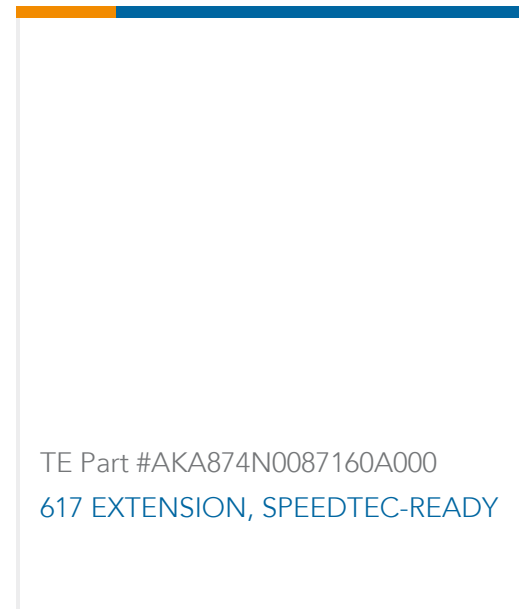 TE Part #AKA874N0087160A000
617 EXTENSION, SPEEDTEC-READY